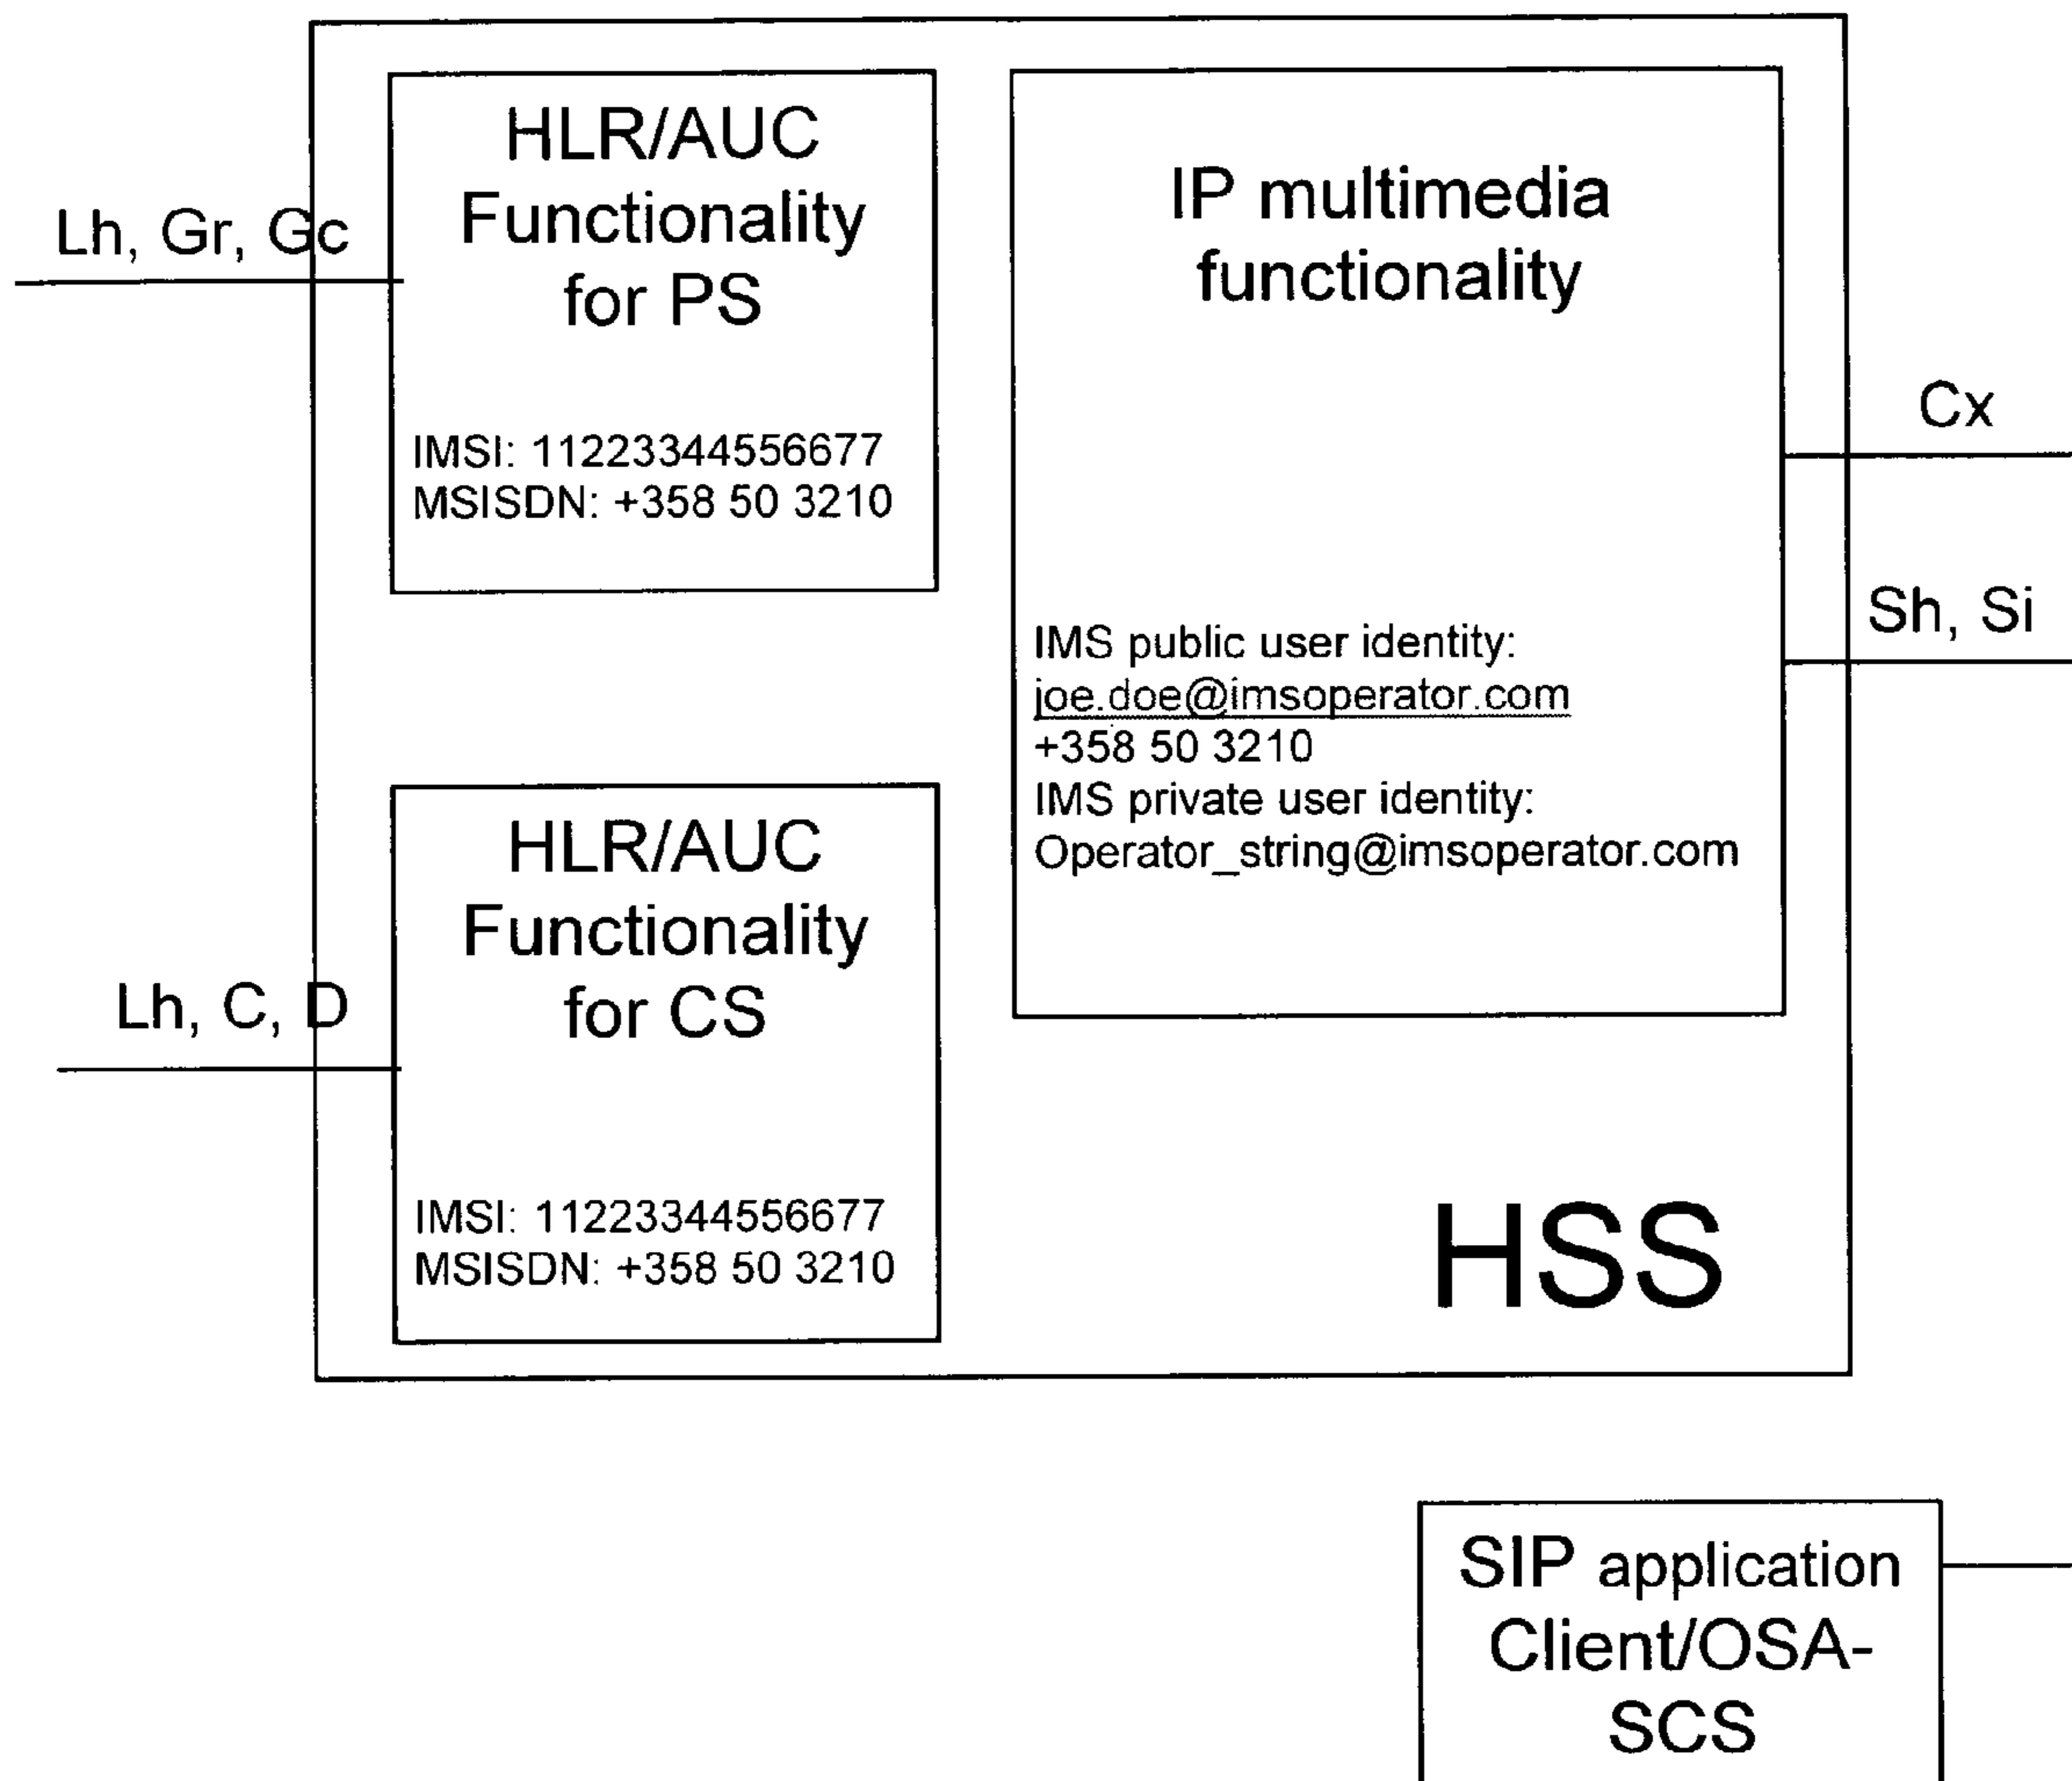 HLR/AUC
Functionality
for PS
IMSI: 11223344556677
MSISDN: +358 50 3210
Lh, Gr, Gc
IP multimedia
functionality
IMS public user identity:
joe.doe@imsoperator.com
+358 50 3210
IMS private user identity:
Operator_string@imsoperator.com
Cx
Sh, Si
HLR/AUC
Functionality
for CS
IMSI: 11223344556677
MSISDN: +358 50 3210
Lh, C, D
HSS
SIP application
Client/OSA-
SCS